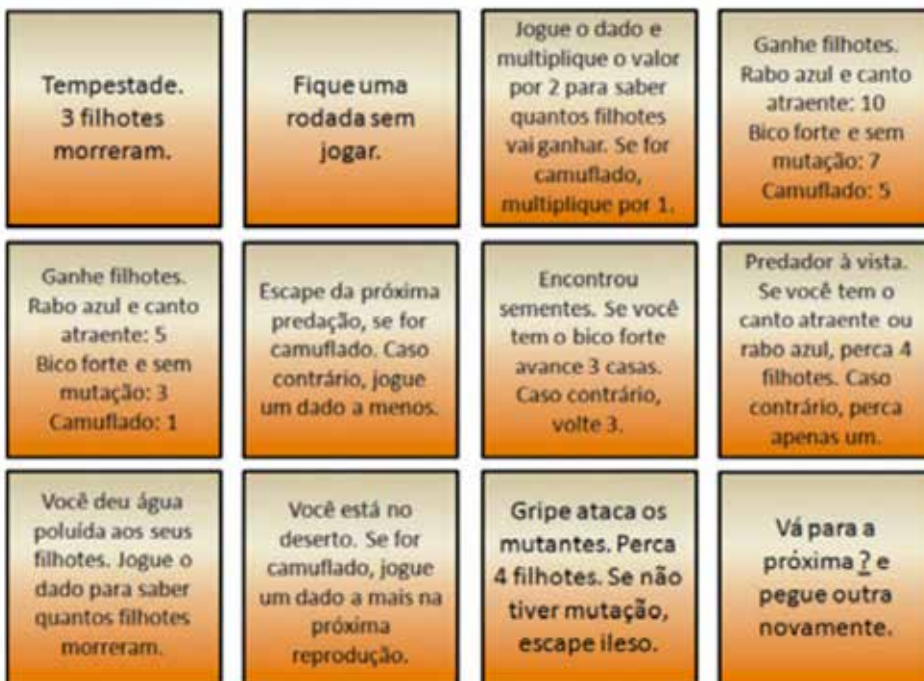 Tempestade.
3 filhotes
morreram.
Fique uma
rodada sem
jogar.
Jogue o dado e
multiplique o valor
por 2 para saber
quantos filhotes
vai ganhar. Se for
camuflado,
multiplique por 1.
Ganhe filhotes.
Rabo azul e canto
atraente: 10
Bico forte e sem
mutação: 7
Camuflado: 5
Ganhe filhotes.
Rabo azul e canto
atraente: 5
Bico forte e sem
mutação: 3
Camuflado: 1
Escape da próxima
predação, se for
camuflado. Caso
contrário, jogue
um dado a menos.
Encontrou
sementes. Se você
tem o bico forte
avance 3 casas.
Caso contrário,
volte 3.
Predador à vista.
Se você tem o
canto atraente ou
rabo azul, perca 4
filhotes. Caso
contrário, perca
apenas um.
Você deu água
poluída aos seus
filhotes. Jogue o
dado para saber
quantos filhotes
morreram.
Você está no
deserto. Se for
camuflado, jogue
um dado a mais na
próxima
reprodução.
Gripe ataca os
mutantes. Perca
4 filhotes. Se não
tiver mutação,
escape ileso.
Vá para a
próxima ? e
pegue outra
novamente.